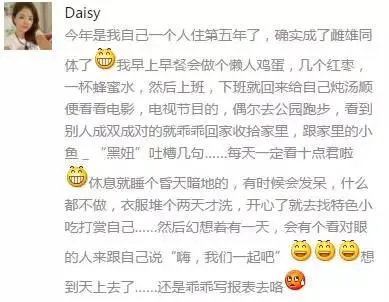 Daisy
今年是我自己一个人住第五年了，确实成了雌雄同
体了 我早上早餐会做个懒人鸡蛋，几个红枣，
一杯蜂蜜水，然后上班，下班就回来给自己炖汤顺
便看看电影，电视节目的，偶尔去公园跑步，看到
别人成双成对的就乖乖回家收拾家里，跟家里的小
鱼_“黑妞”吐槽几句……每天一定看十点君啦
休息就睡个昏天暗地的，有时候会发呆，什么
都不做，衣服堆个两天才洗，开心了就去找特色小
吃打赏自己……然后幻想着有一天，会有个看对眼
的人来跟自己说“嗨，我们一起吧” 想
到天上去了……还是乖乖写报表去咯